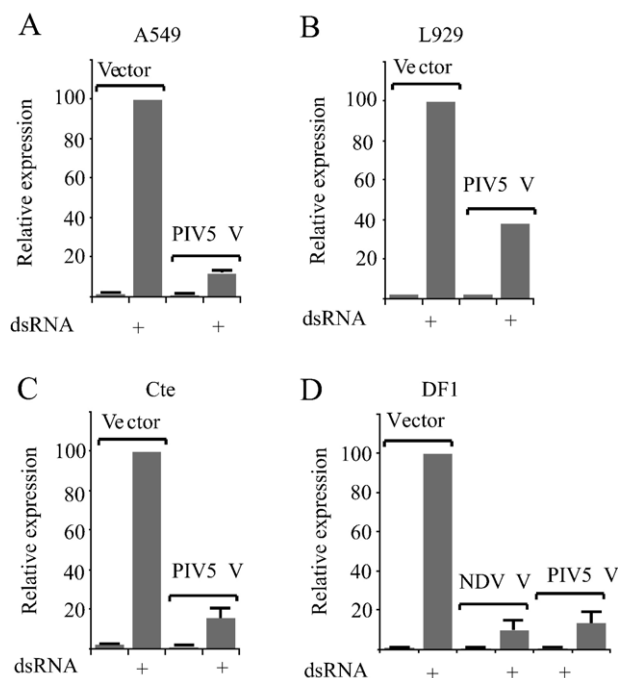 A
A549
Vector
Relative expression
100
80
60
40
20
PIV5 V
dsRNA + +
B
L929
Vector
Relative expression
100
80
60
40
20
PIV5 V
dsRNA + +
C
Cte
Vector
Relative expression
100
80
60
40
20
PIV5 V
dsRNA + +
D
DF1
Vector
Relative expression
100
80
60
40
20
NDV V
PIV5 V
dsRNA + + +